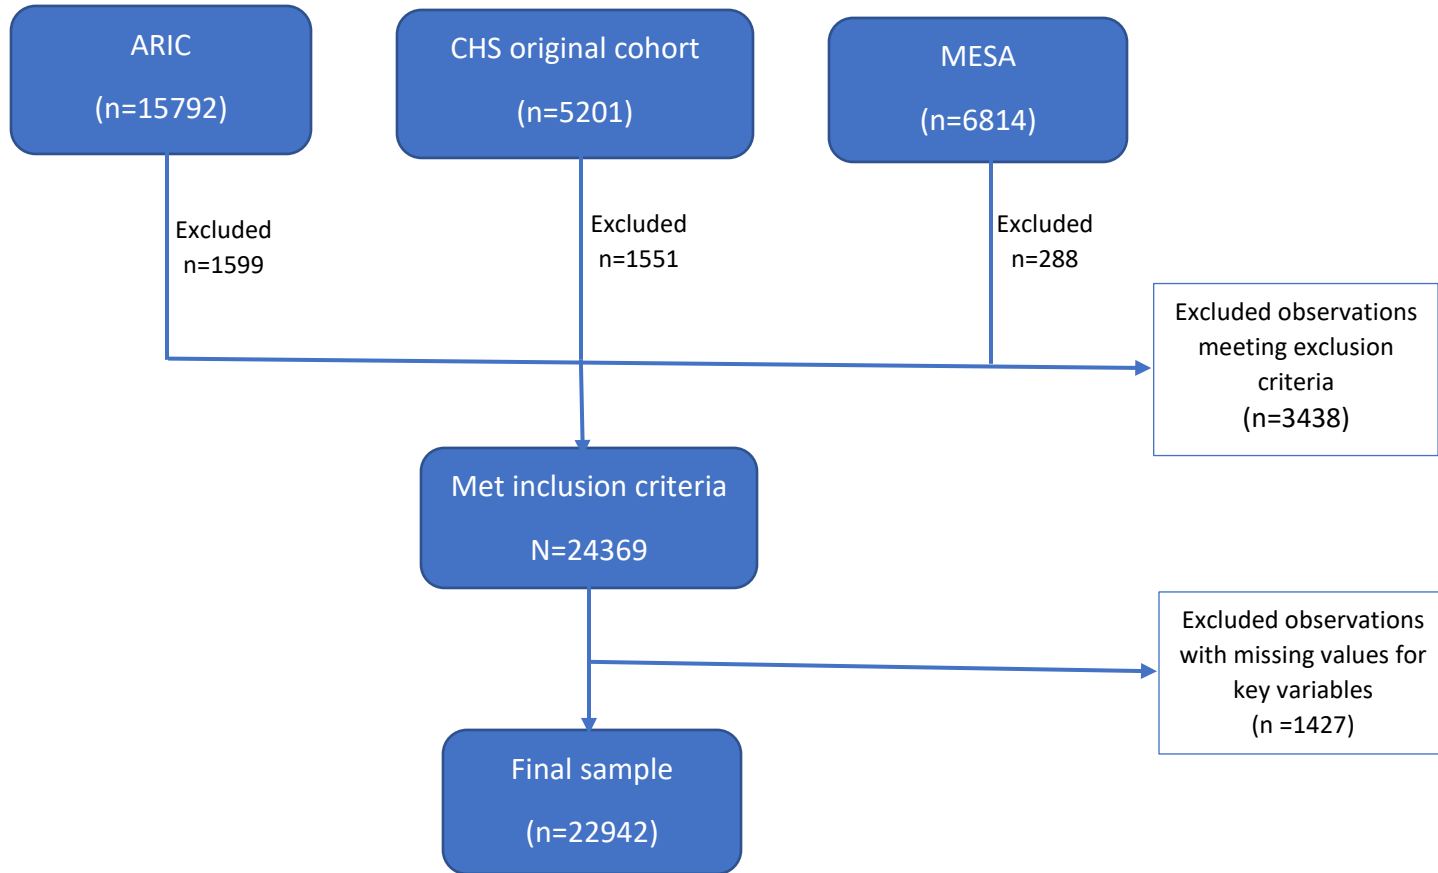 ARIC
(n=15792)
CHS original cohort
(n=5201)
MESA
(n=6814)
Excluded
n=1599
Excluded
n=1551
Excluded
n=288
Excluded observations
meeting exclusion
criteria
(n=3438)
Met inclusion criteria
N=24369
Excluded observations
with missing values for
key variables
(n =1427)
Final sample
(n=22942)